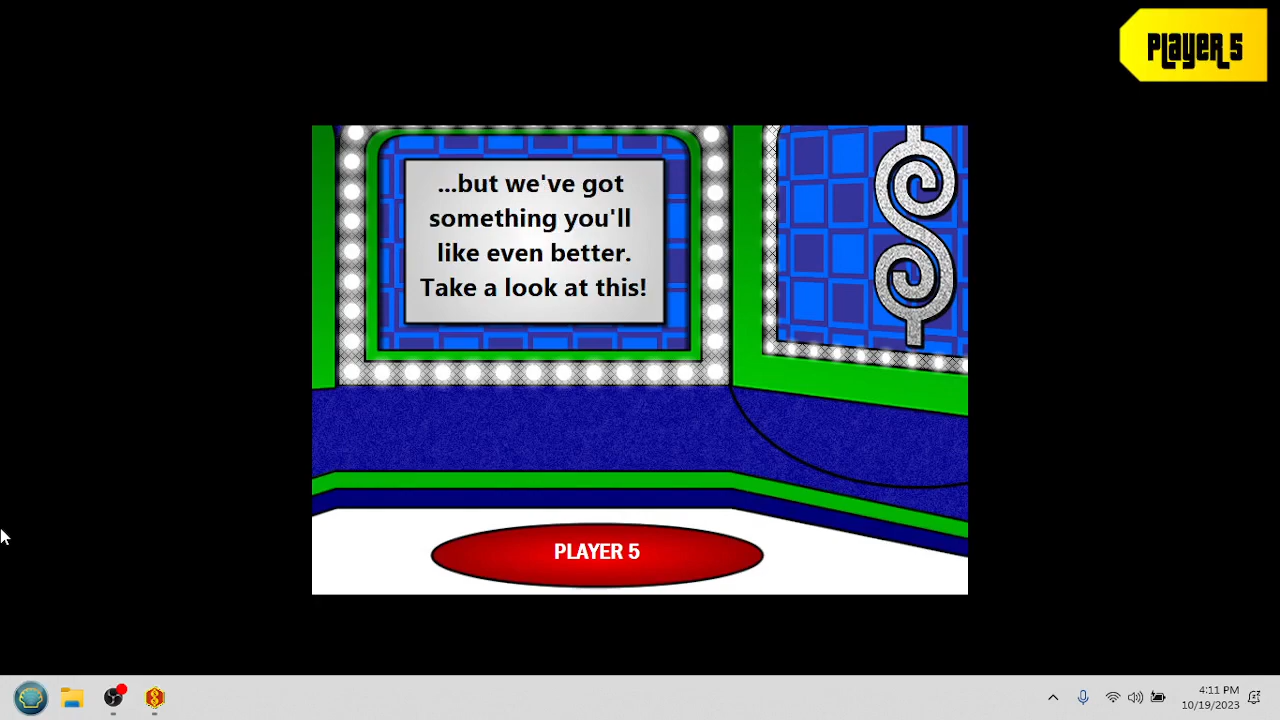 PLAYER 5
...but we've got
something you'll
like even better.
Take a look at this!
PLAYER 5
4:11 PM
10/19/2023